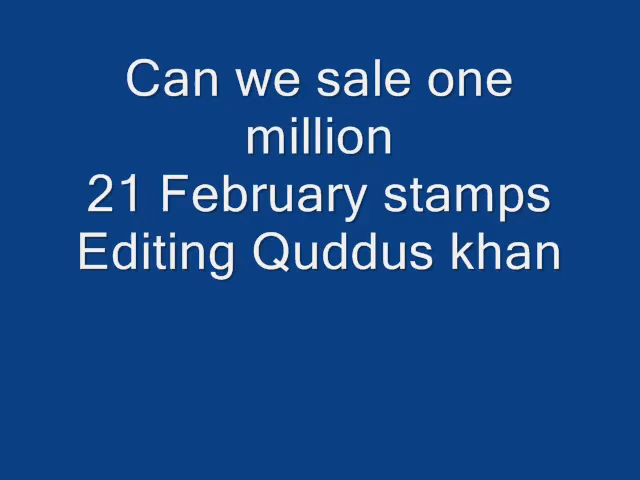 Can we sale one
million
21 February stamps
Editing Quddus khan